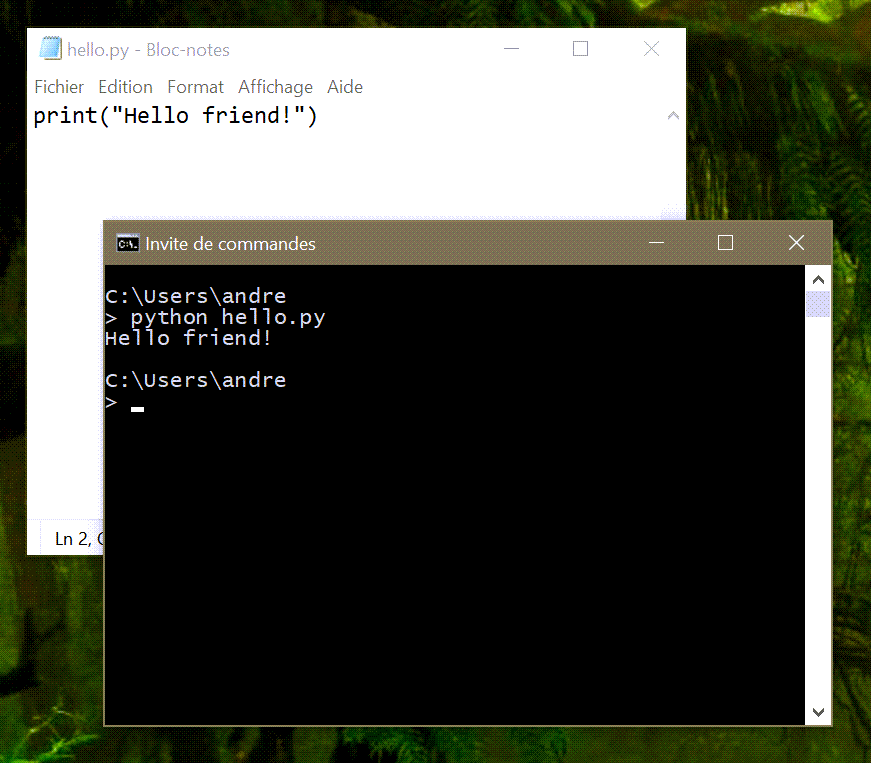 hello.py - Bloc-notes
Fichier Edition Format Affichage Aide
print("Hello friend!")
Invite de commandes
C:\Users\andre
> python hello.py
Hello friend!
C:\Users\andre
>
Ln 2,